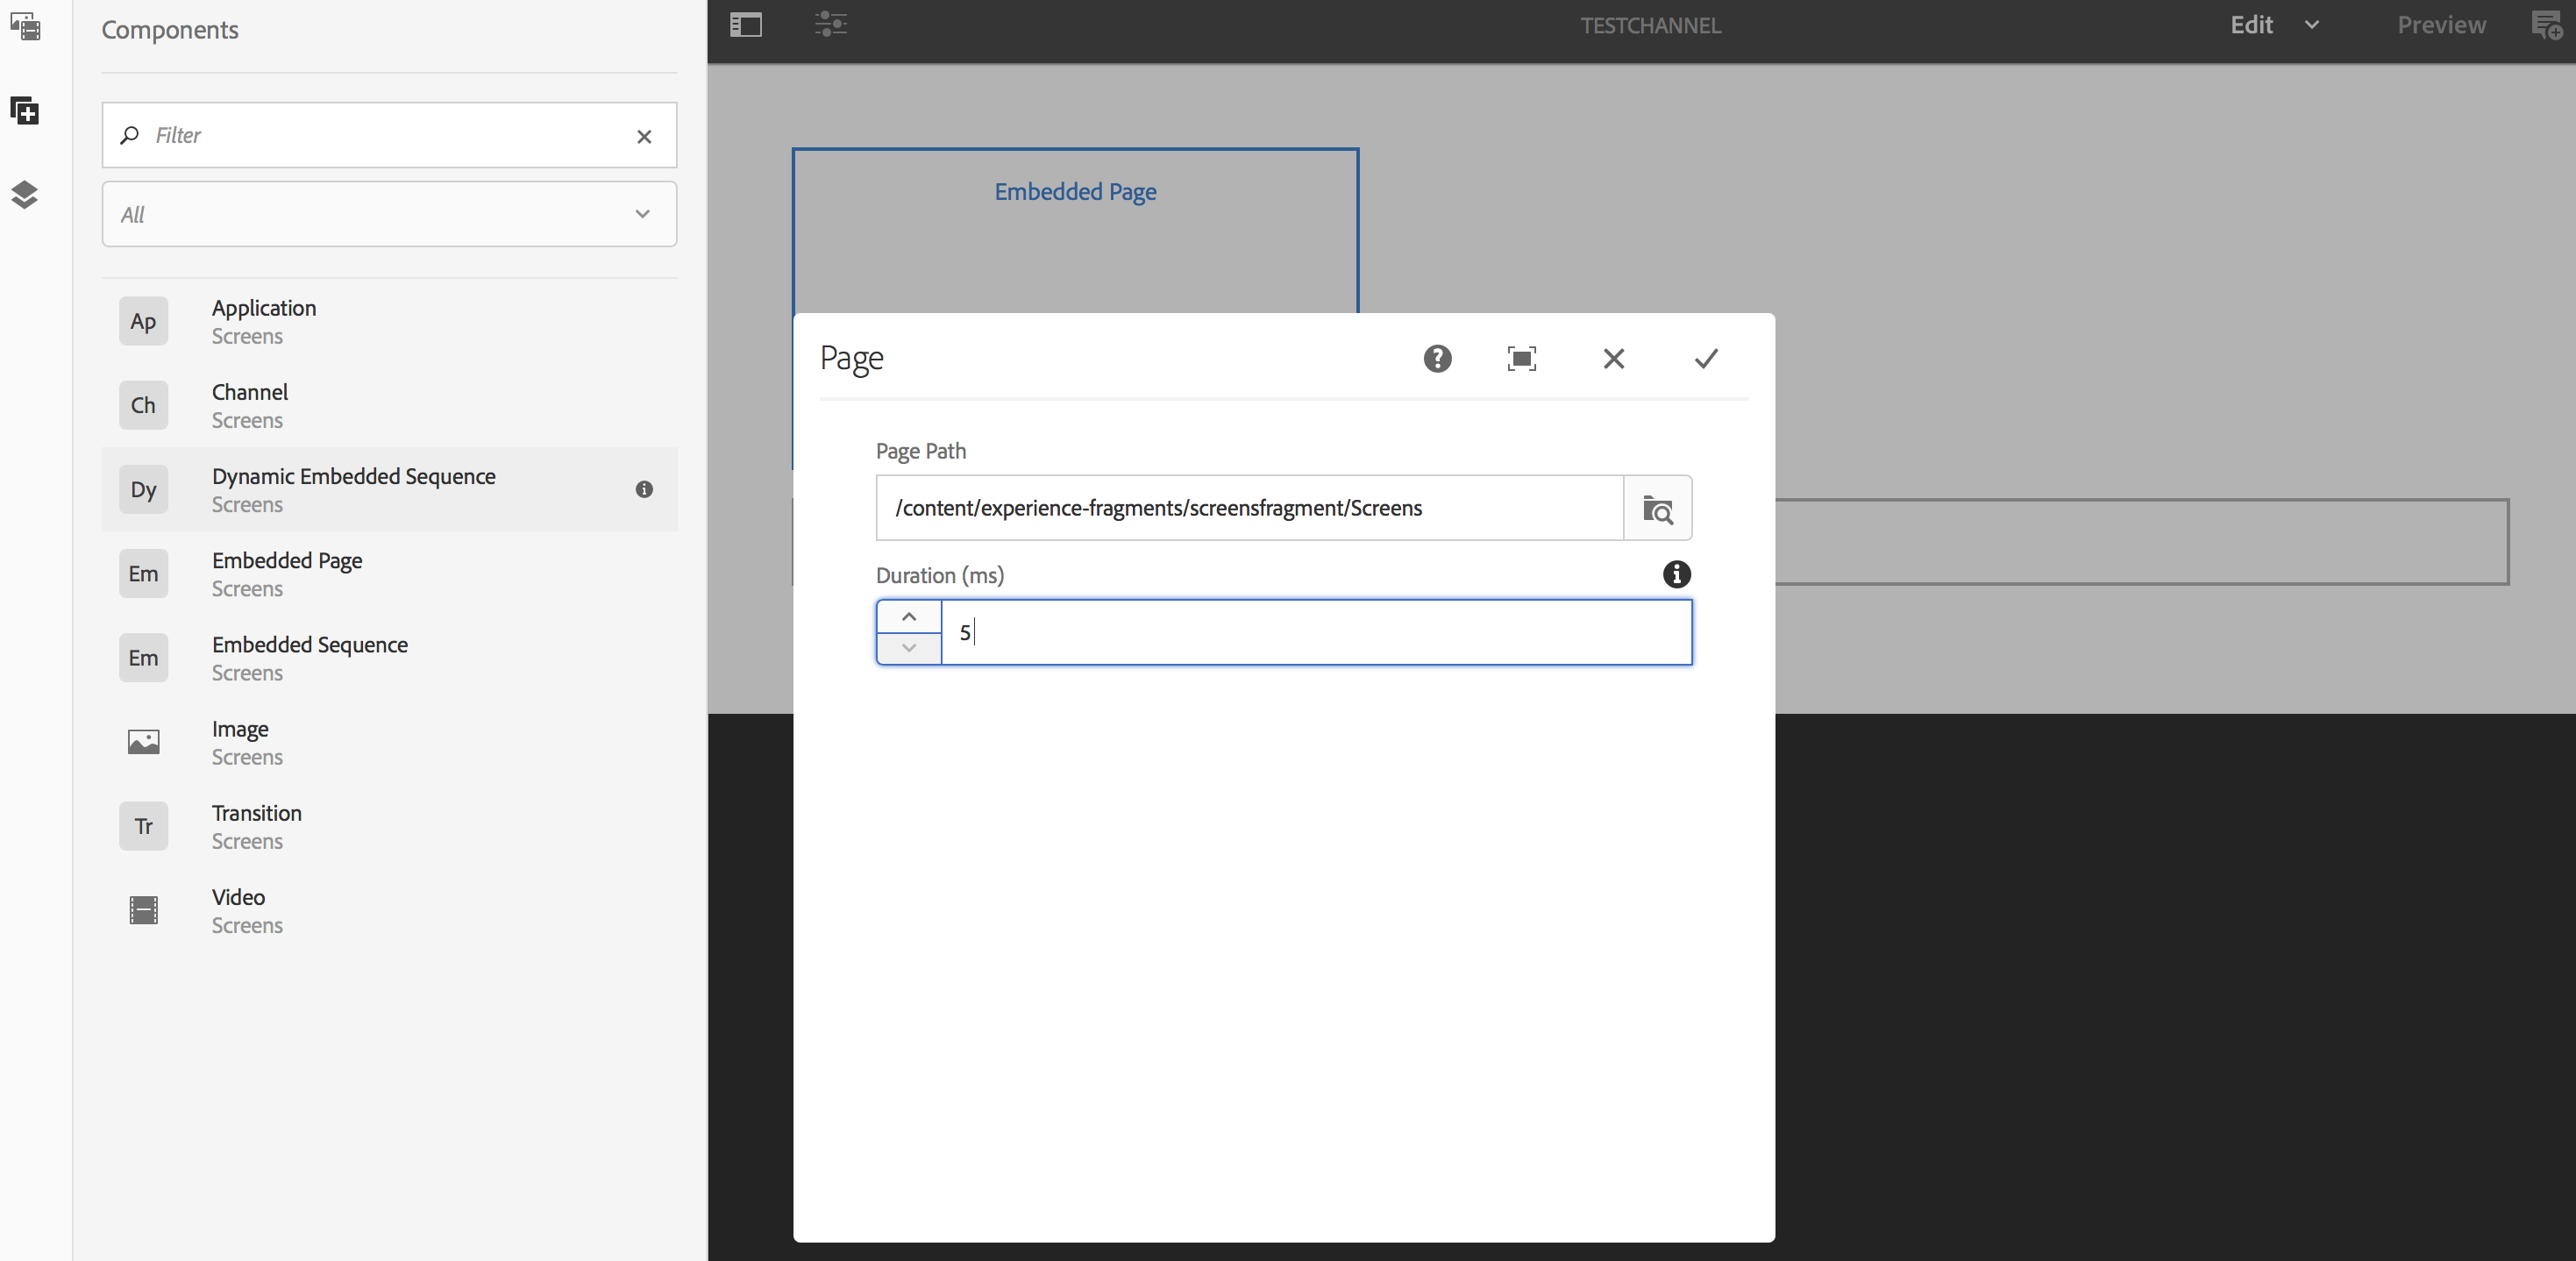 Components
Filter
All
Ap
Application
Screens
Ch
Channel
Screens
Dy
Dynamic Embedded Sequence
Screens
Em
Embedded Page
Screens
Em
Embedded Sequence
Screens
Image
Screens
Tr
Transition
Screens
Video
Screens
TESTCHANNEL
Edit
Preview
Embedded Page
Page
Page Path
/content/experience-fragments/screensfragment/Screens
Duration (ms)
5